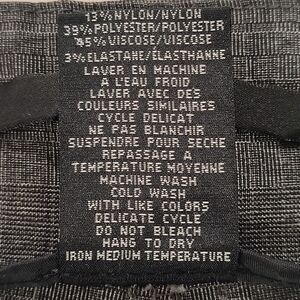 13%NYLON/NYLON
39%POLYESTER/POLYESTER
45%VISCOSE/VISCOSE
3%ELASTANE/ÉLASTHANNE
LAVER EN MACHINE
A L'EAU FROID
LAVER AVEC DES
COULEURS SIMILAIRES
CYCLE DELICAT
NE PAS BLANCHIR
SUSPENDRE POUR SECHE
REPASSAGE A
TEMPERATURE MOYENNE
MACHINE WASH
COLD WASH
WITH LIKE COLORS
DELICATE CYCLE
DO NOT BLEACH
HANG TO DRY
IRON MEDIUM TEMPERATURE